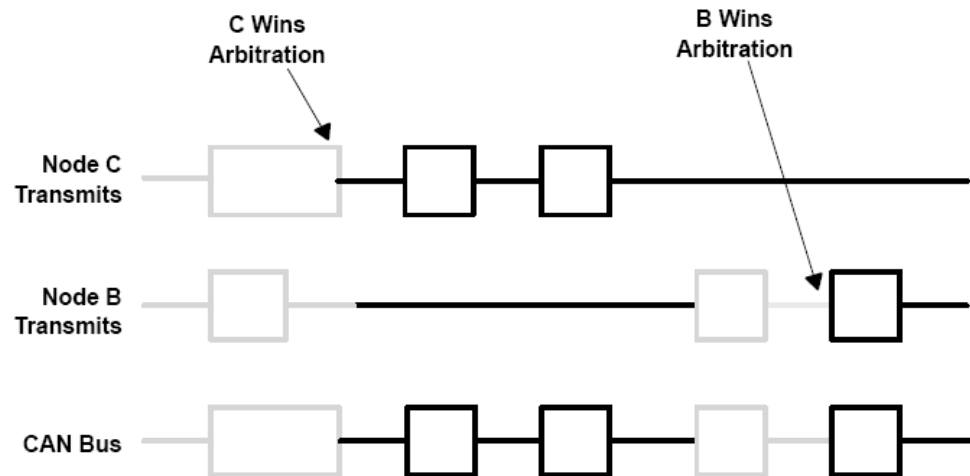 C Wins
Arbitration
B Wins
Arbitration
Node C
Transmits
Node B
Transmits
CAN Bus